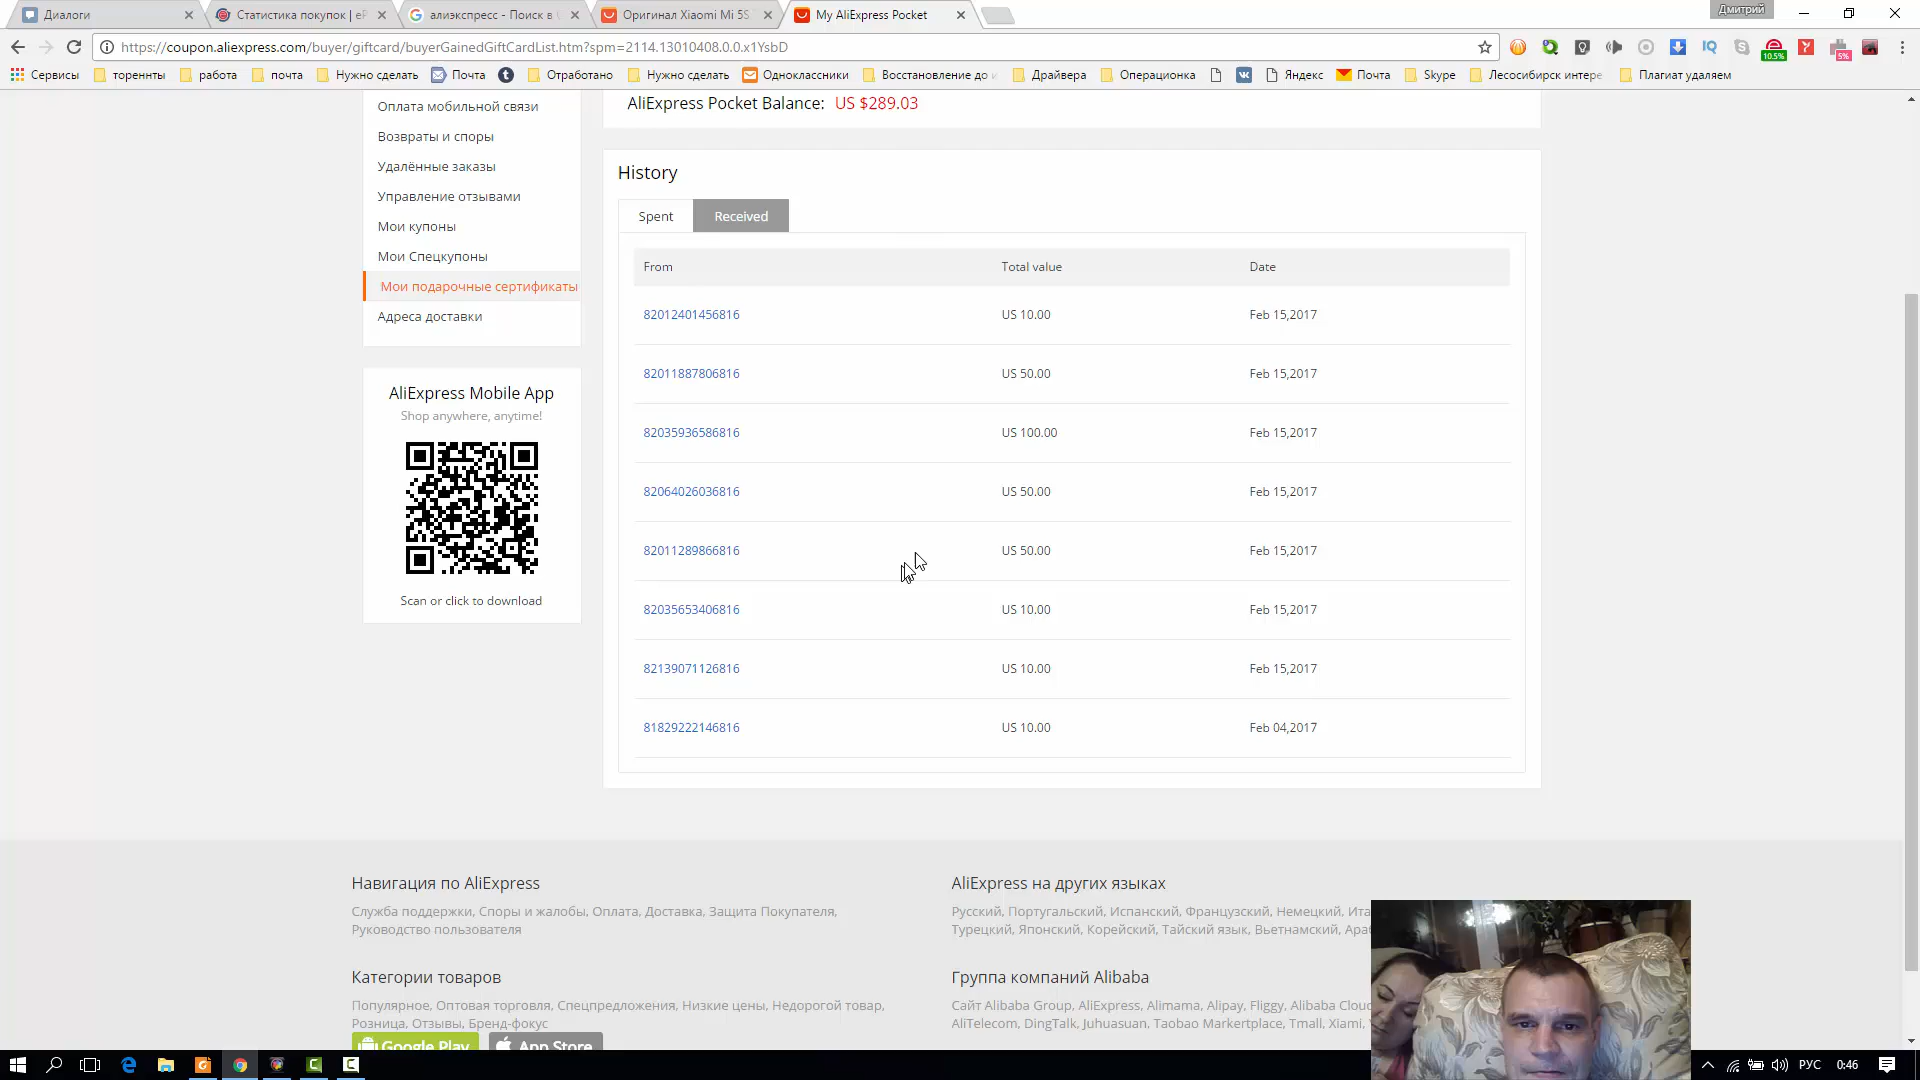 Диалоги
Статистика покупок | eP
алиэкспресс - Поиск в
Оригинал Xiaomi Mi 5S
My AliExpress Pocket
Дмитрий
https://coupon.aliexpress.com/buyer/giftcard/buyerGainedGiftCardList.htm?spm=2114.13010408.0.0.x1YsbD
10.5%
5%
Сервисы
тореннты
работа
почта
Нужно сделать
Почта
Отработано
Нужно сделать
Одноклассники
Восстановление до
Драйвера
Операционка
Яндекс
Почта
Skype
Лесосибирск интере
Плагиат удаляем
Оплата мобильной связи
Возвраты и споры
Удалённые заказы
Управление отзывами
Мои купоны
Мои Спецкупоны
Мои подарочные сертификаты
Адреса доставки
AliExpress Mobile App
Shop anywhere, anytime!
Scan or click to download
AliExpress Pocket Balance: US $289.03
History
Spent Received
From Total value Date
82012401456816 US 10.00 Feb 15,2017
82011887806816 US 50.00 Feb 15,2017
82035936586816 US 100.00 Feb 15,2017
82064026036816 US 50.00 Feb 15,2017
82011289866816 US 50.00 Feb 15,2017
82035653406816 US 10.00 Feb 15,2017
82139071126816 US 10.00 Feb 15,2017
81829222146816 US 10.00 Feb 04,2017
Навигация по AliExpress
Служба поддержки, Споры и жалобы, Оплата, Доставка, Защита Покупателя,
Руководство пользователя
AliExpress на других языках
Русский, Португальский, Испанский, Французский, Немецкий, Ита
Турецкий, Японский, Корейский, Тайский язык, Вьетнамский, Ара
Категории товаров
Популярное, Оптовая торговля, Спецпредложения, Низкие цены, Недорогой товар,
Розница, Отзывы, Бренд-фокус
Группа компаний Alibaba
Сайт Alibaba Group, AliExpress, Alimama, Alipay, Fliggy, Alibaba Cloud
AliTelecom, DingTalk, Juhuasuan, Taobao Marketplace, Tmall, Xiami,
Google Play
App Store
РУС
0:46